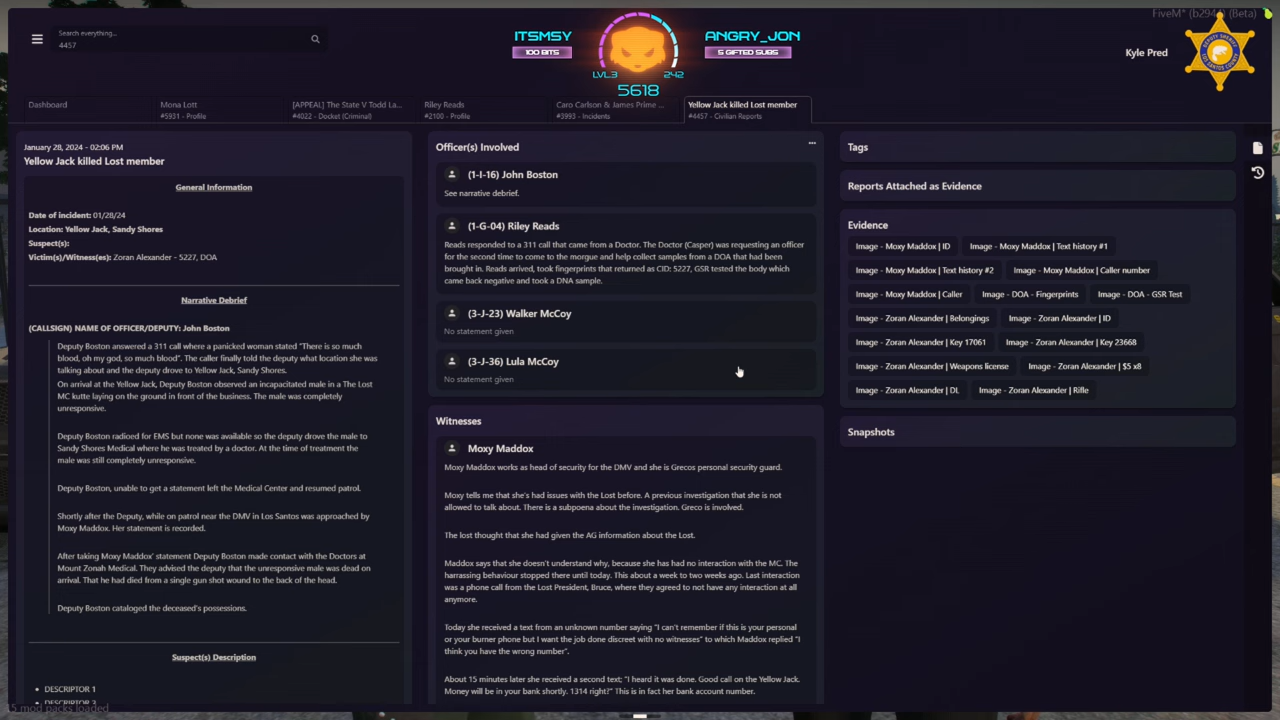 FiveM* (b2944) (Beta)
Search everything...
4457
ITSMSY
100 BITS
LVL3
242
5618
ANGRY_JON
5 GIFTED SUBS
Kyle Pred
Dashboard
Mona Lott
#5931 - Profile
[APPEAL] The State V Todd La...
#4022 - Docket (Criminal)
Riley Reads
#2100 - Profile
Caro Carlson & James Prime ...
#3993 - Incidents
Yellow Jack killed Lost member
#4457 - Civilian Reports
January 28, 2024 - 02:06 PM
Yellow Jack killed Lost member
General Information
Date of incident: 01/28/24
Location: Yellow Jack, Sandy Shores
Suspect(s):
Victim(s)/Witness(es): Zoran Alexander - 5227, DOA
Narrative Debrief
(CALLSIGN) NAME OF OFFICER/DEPUTY: John Boston
Deputy Boston answered a 311 call where a panicked woman stated "There is so much
blood, oh my god, so much blood". The caller finally told the deputy what location she was
talking about and the deputy drove to Yellow Jack, Sandy Shores.
On arrival at the Yellow Jack, Deputy Boston observed an incapacitated male in a The Lost
MC kutte laying on the ground in front of the business. The male was completely
unresponsive.
Deputy Boston radioed for EMS but none was available so the deputy drove the male to
Sandy Shores Medical where he was treated by a doctor. At the time of treatment the
male was still completely unresponsive.
Deputy Boston, unable to get a statement left the Medical Center and resumed patrol.
Shortly after the Deputy, while on patrol near the DMV in Los Santos was approached by
Moxy Maddox. Her statement is recorded.
After taking Moxy Maddox' statement Deputy Boston made contact with the Doctors at
Mount Zonah Medical. They advised the deputy that the unresponsive male was dead on
arrival. That he had died from a single gun shot wound to the back of the head.
Deputy Boston cataloged the deceased's possessions.
Suspect(s) Description
• DESCRIPTOR 1
15 mod packs loaded
Officer(s) Involved
(1-I-16) John Boston
See narrative debrief.
(1-G-04) Riley Reads
Reads responded to a 311 call that came from a Doctor. The Doctor (Casper) was requesting an officer
for the second time to come to the morgue and help collect samples from a DOA that had been
brought in. Reads arrived, took fingerprints that returned as CID: 5227, GSR tested the body which
came back negative and took a DNA sample.
(3-J-23) Walker McCoy
No statement given
(3-J-36) Lula McCoy
No statement given
Witnesses
Moxy Maddox
Moxy Maddox works as head of security for the DMV and she is Grecos personal security guard.
Moxy tells me that she's had issues with the Lost before. A previous investigation that she is not
allowed to talk about. There is a subpoena about the investigation. Greco is involved.
The lost thought that she had given the AG information about the Lost.
Maddox says that she doesn't understand why, because she has had no interaction with the MC. The
harrassing behaviour stopped there until today. This about a week to two weeks ago. Last interaction
was a phone call from the Lost President, Bruce, where they agreed to not have any interaction at all
anymore.
Today she received a text from an unknown number saying "I can't remember if this is your personal
or your burner phone but I want the job done discreet with no witnesses" to which Maddox replied "I
think you have the wrong number".
About 15 minutes later she received a second text; "I heard it was done. Good call on the Yellow Jack.
Money will be in your bank shortly. 1314 right?" This is in fact her bank account number.
Tags
Reports Attached as Evidence
Evidence
Image - Moxy Maddox | ID
Image - Moxy Maddox | Text history #1
Image - Moxy Maddox | Text history #2
Image - Moxy Maddox | Caller number
Image - Moxy Maddox | Caller
Image - DOA - Fingerprints
Image - DOA - GSR Test
Image - Zoran Alexander | Belongings
Image - Zoran Alexander | ID
Image - Zoran Alexander | Key 17061
Image - Zoran Alexander | Key 23668
Image - Zoran Alexander | Weapons license
Image - Zoran Alexander | $5 x8
Image - Zoran Alexander | DL
Image - Zoran Alexander | Rifle
Snapshots